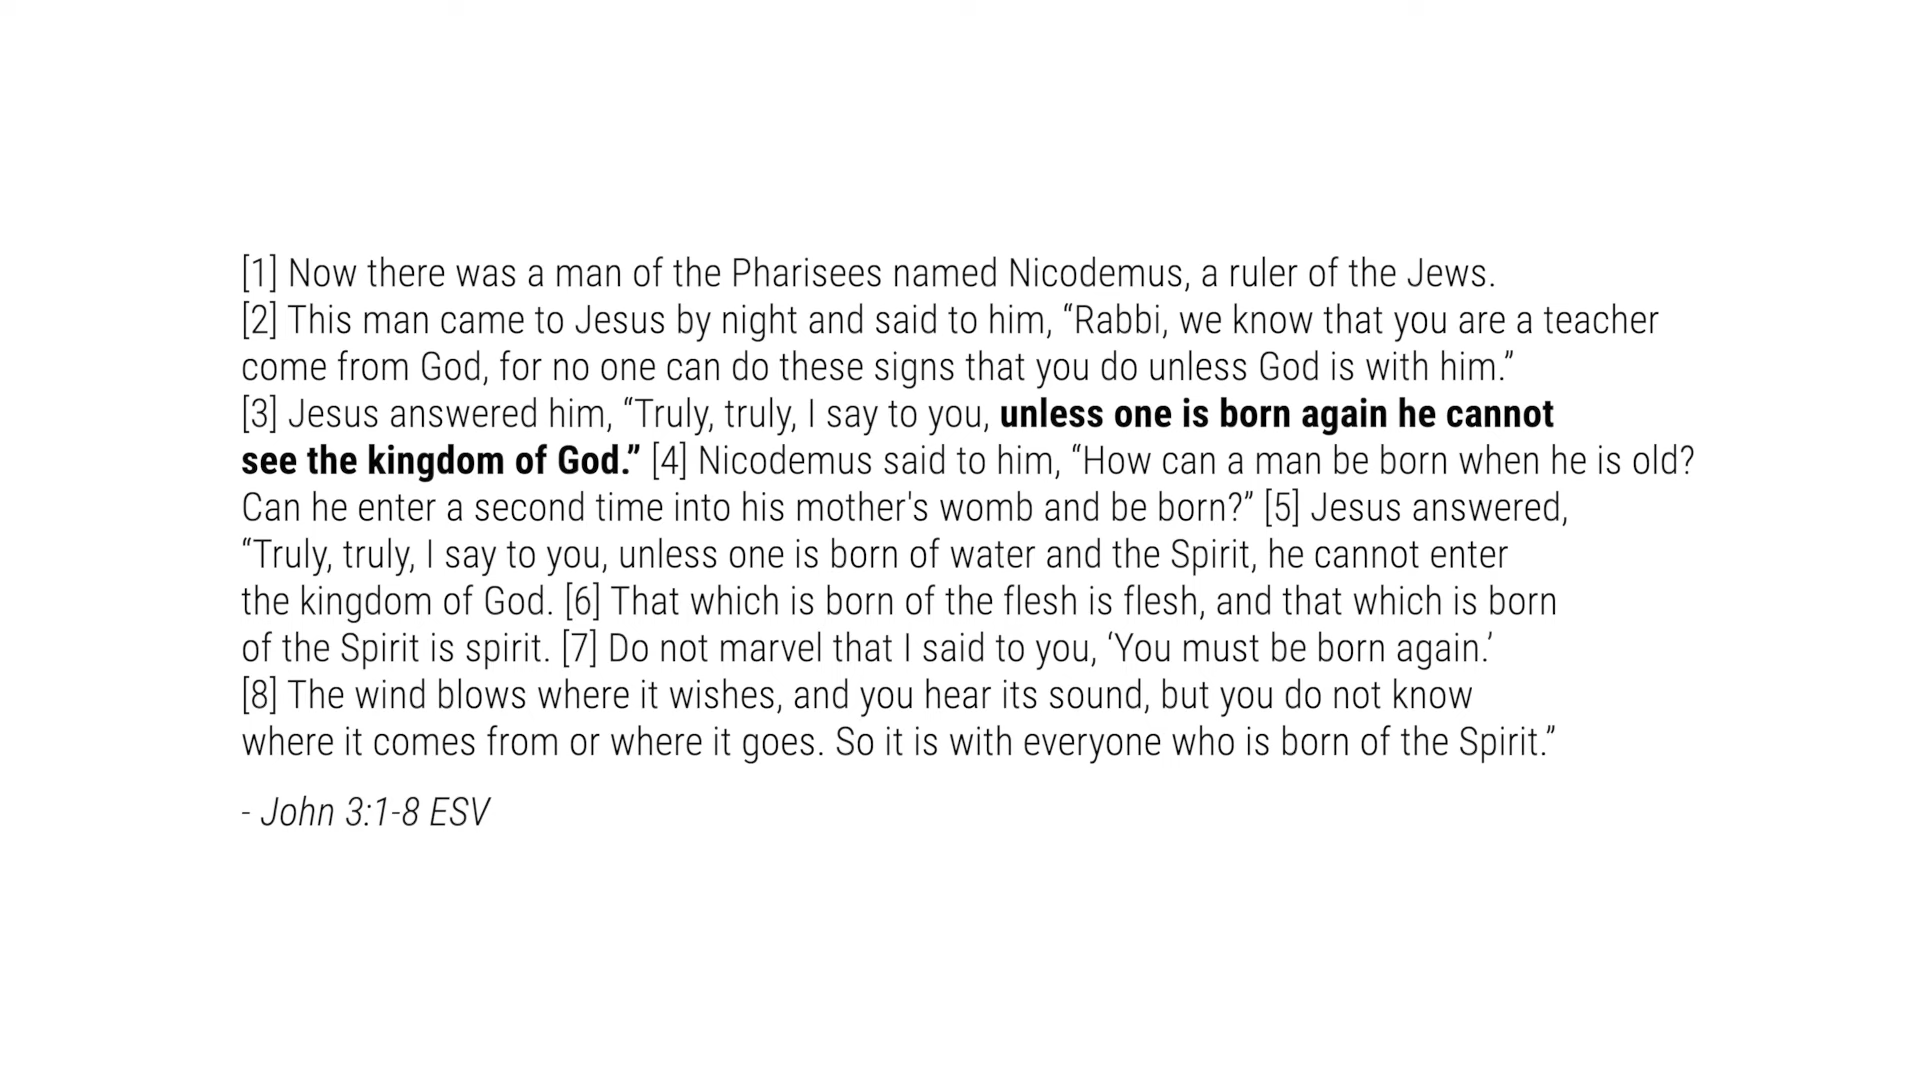 [1] Now there was a man of the Pharisees named Nicodemus, a ruler of the Jews.
[2] This man came to Jesus by night and said to him, “Rabbi, we know that you are a teacher
come from God, for no one can do these signs that you do unless God is with him.”
[3] Jesus answered him, “Truly, truly, I say to you, unless one is born again he cannot
see the kingdom of God.” [4] Nicodemus said to him, “How can a man be born when he is old?
Can he enter a second time into his mother's womb and be born?” [5] Jesus answered,
“Truly, truly, I say to you, unless one is born of water and the Spirit, he cannot enter
the kingdom of God. [6] That which is born of the flesh is flesh, and that which is born
of the Spirit is spirit. [7] Do not marvel that I said to you, ‘You must be born again.’
[8] The wind blows where it wishes, and you hear its sound, but you do not know
where it comes from or where it goes. So it is with everyone who is born of the Spirit.”
- John 3:1-8 ESV